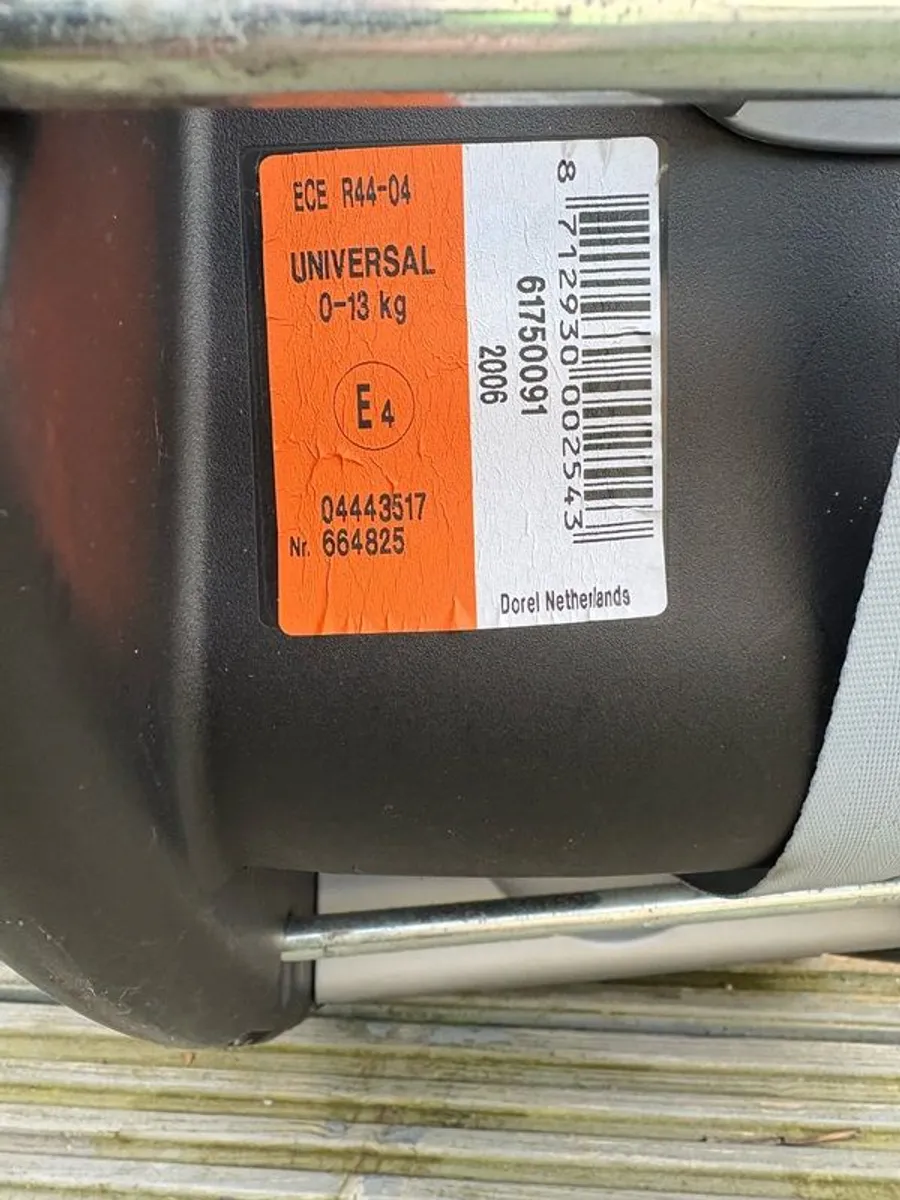 ECE R44-04
UNIVERSAL
0-13 kg
E 4
04443517
Nr. 664825
8 712930 002543
61750091
2006
Dorel Netherlands